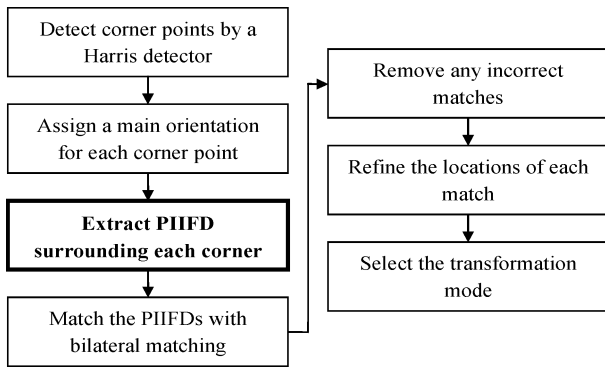 Detect corner points by a
Harris detector
Assign a main orientation
for each corner point
Extract PIIFD
surrounding each corner
Match the PIIFDs with
bilateral matching
Remove any incorrect
matches
Refine the locations of each
match
Select the transformation
mode